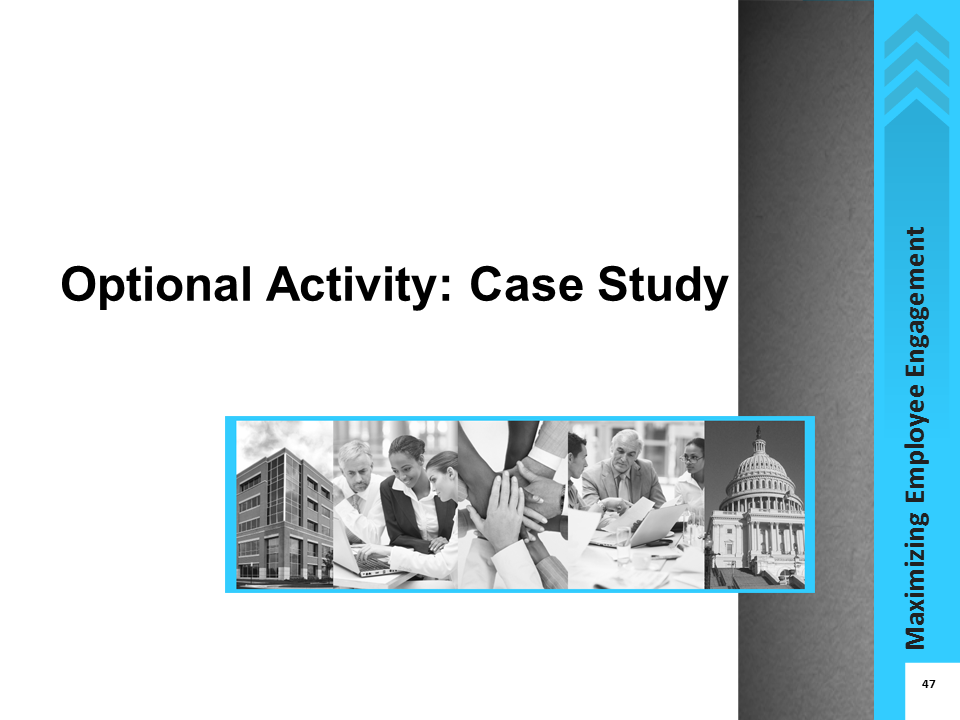 Optional Activity: Case Study
Maximizing Employee Engagement
47